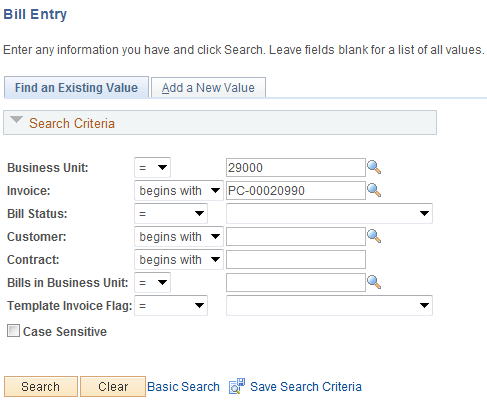 Bill Entry
Enter any information you have and click Search. Leave fields blank for a list of all values.
Find an Existing Value Add a New Value
Search Criteria
Business Unit: = 29000
Invoice: begins with PC-00020990
Bill Status: =
Customer: begins with
Contract: begins with
Bills in Business Unit: =
Template Invoice Flag: =
Case Sensitive
Search Clear Basic Search Save Search Criteria